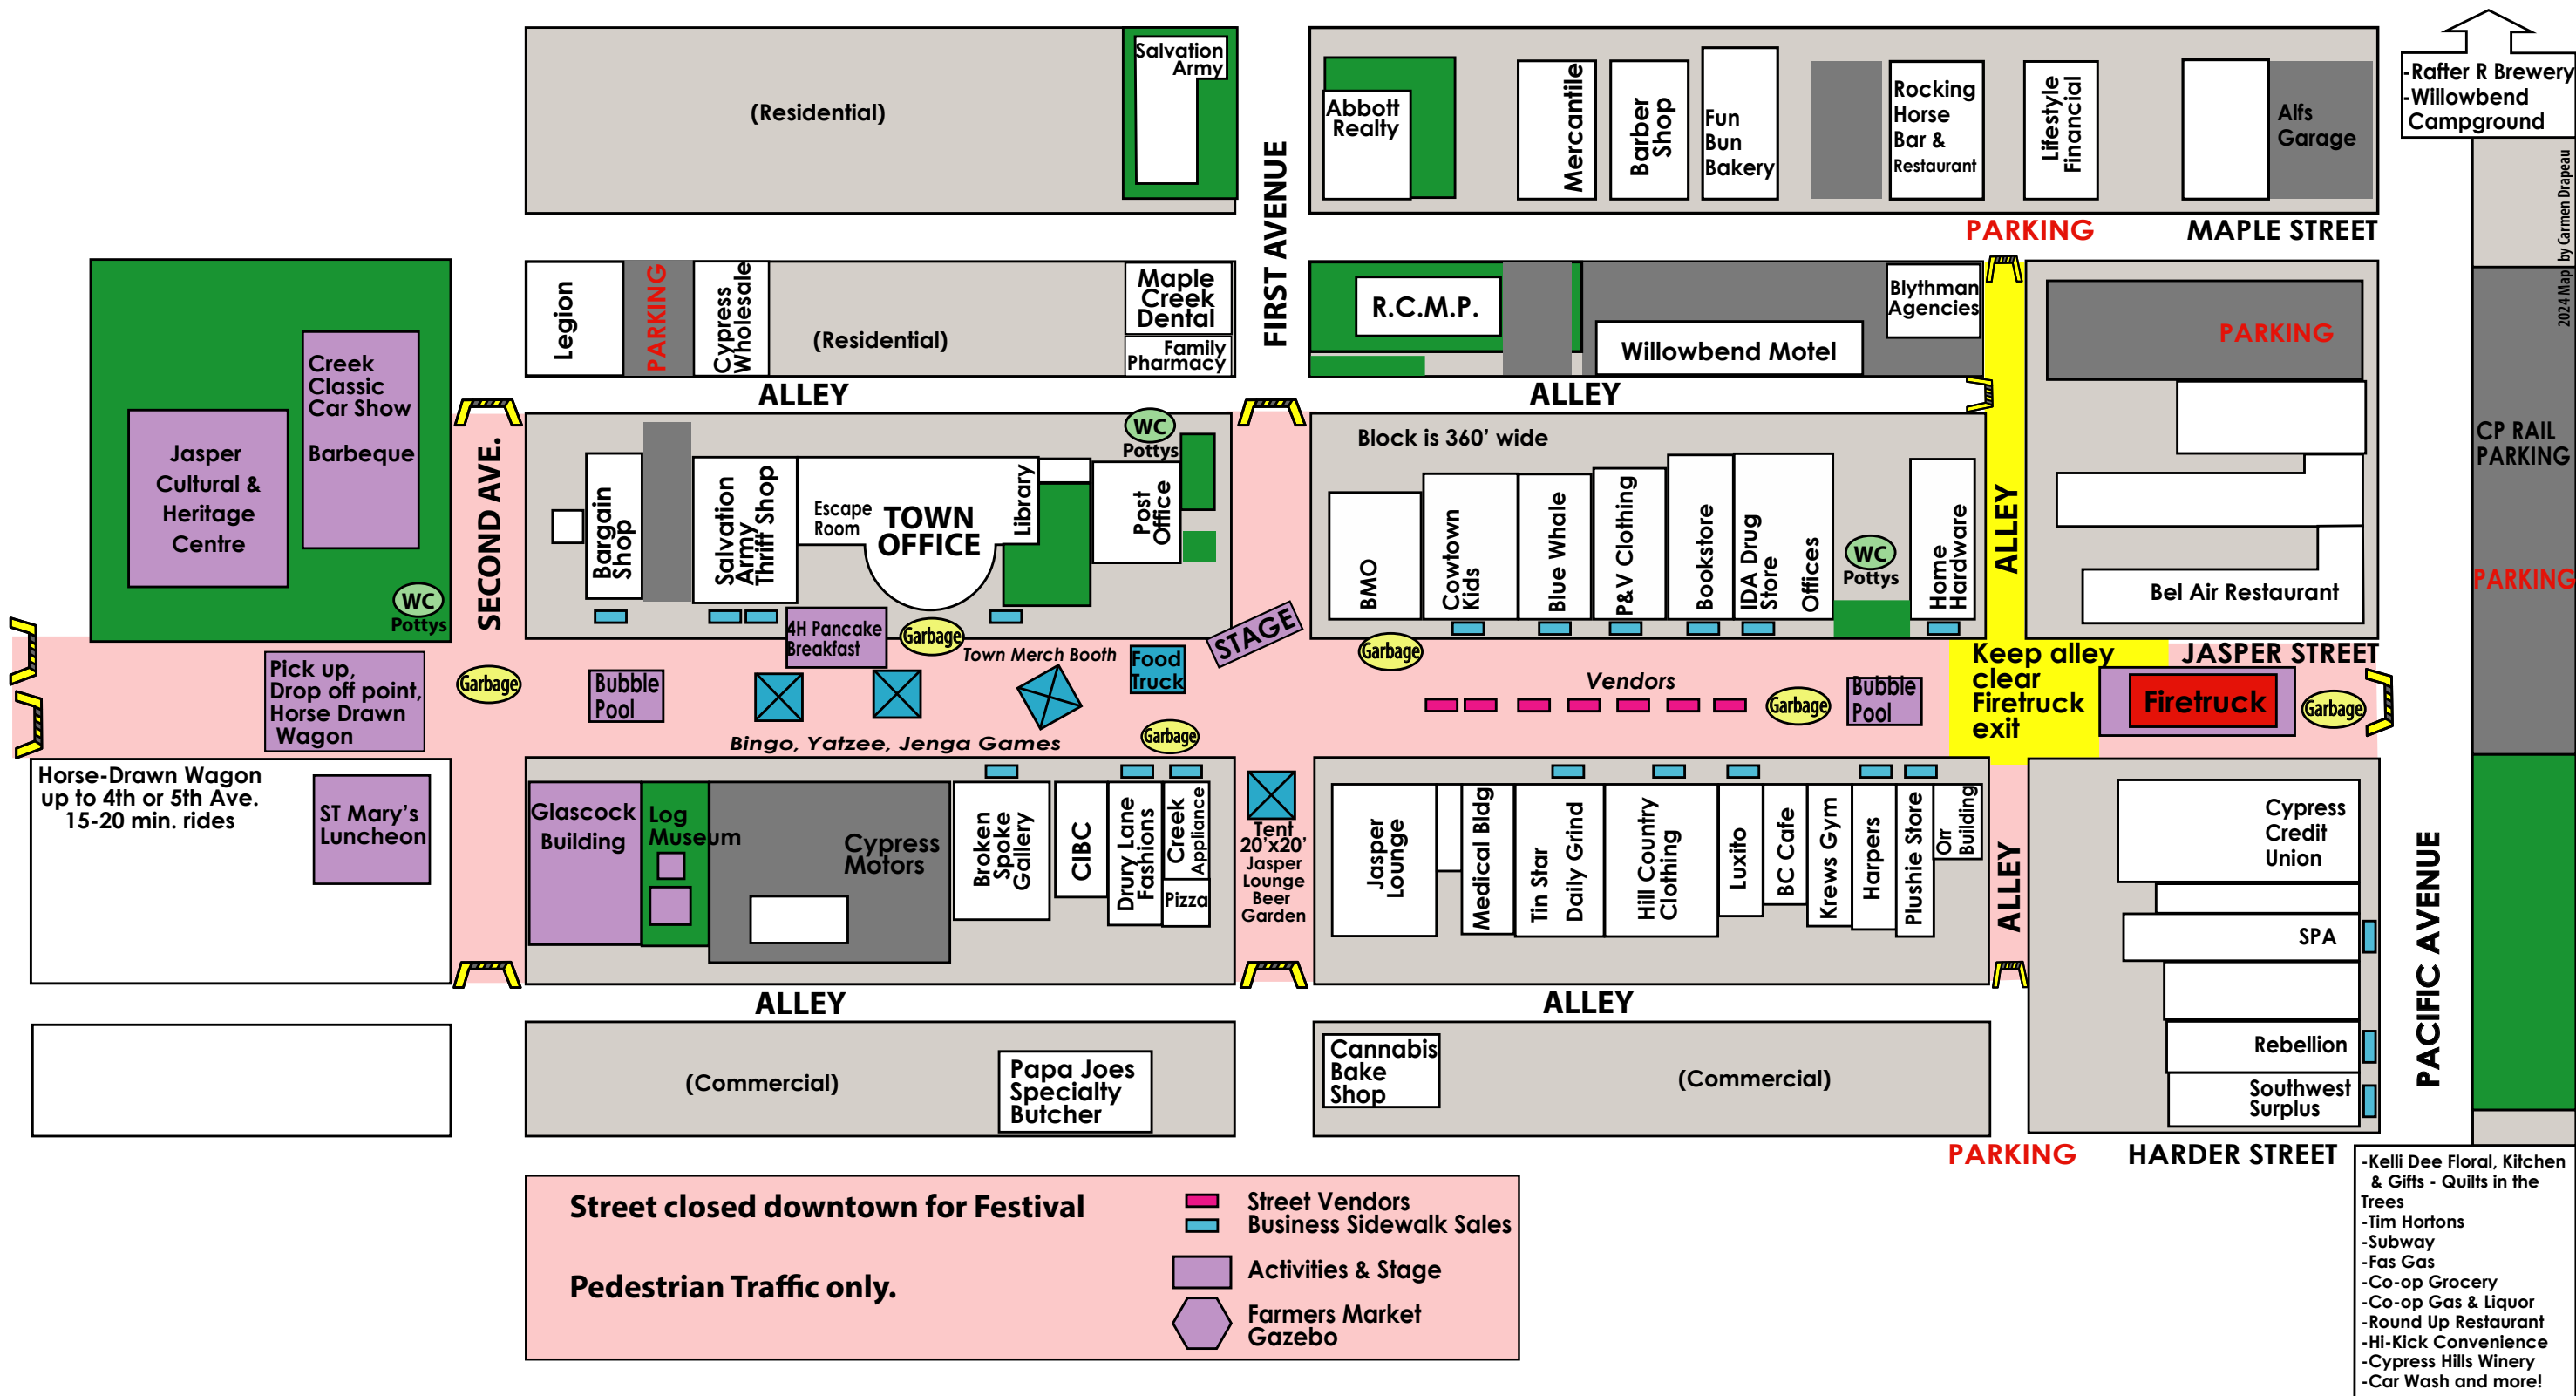 Salvation
Army
(Residential)
FIRST AVENUE
Abbott
Realty
Mercantile
Barber
Shop
Fun
Bun
Bakery
Rocking
Horse
Bar &
Restaurant
Lifestyle
Financial
Alfs
Garage
-Rafter R Brewery
-Willowbend
Campground
2024 Map by Carmen Drapeau
PARKING
MAPLE STREET
Legion
PARKING
Cypress
Wholesale
(Residential)
Maple
Creek
Dental
Family
Pharmacy
R.C.M.P.
Willowbend Motel
Blythman
Agencies
PARKING
ALLEY
ALLEY
Creek
Classic
Car Show
Barbeque
Jasper
Cultural &
Heritage
Centre
WC
Pottys
SECOND AVE.
Bargain
Shop
Salvation
Army
Thrift Shop
Escape
Room
TOWN
OFFICE
Library
WC
Pottys
Post
Office
Block is 360’ wide
BMO
Cowtown
Kids
Blue Whale
P&V Clothing
Bookstore
IDA Drug
Store
Offices
WC
Pottys
Home
Hardware
ALLEY
Bel Air Restaurant
CP RAIL
PARKING
PARKING
Pick up,
Drop off point,
Horse Drawn
Wagon
Garbage
Bubble
Pool
4H Pancake
Breakfast
Garbage
Town Merch Booth
Food
Truck
STAGE
Garbage
Bingo, Yatzee, Jenga Games
Garbage
Vendors
Garbage
Bubble
Pool
Keep alley
clear
Firetruck
exit
JASPER STREET
Firetruck
Garbage
Horse-Drawn Wagon
up to 4th or 5th Ave.
15-20 min. rides
ST Mary’s
Luncheon
Glascock
Building
Log
Museum
Cypress
Motors
Broken
Spoke
Gallery
CIBC
Drury Lane
Fashions
Creek
Appliance
Pizza
Tent
20’x20’
Jasper
Lounge
Beer
Garden
Jasper
Lounge
Medical Bldg
Tin Star
Daily Grind
Hill Country
Clothing
Luxito
BC Cafe
Krews Gym
Harpers
Plushie Store
Orr
Building
ALLEY
Cypress
Credit
Union
SPA
Rebellion
Southwest
Surplus
PACIFIC AVENUE
ALLEY
ALLEY
(Commercial)
Papa Joes
Specialty
Butcher
Cannabis
Bake
Shop
(Commercial)
PARKING
HARDER STREET
Street closed downtown for Festival
Pedestrian Traffic only.
Street Vendors
Business Sidewalk Sales
Activities & Stage
Farmers Market
Gazebo
-Kelli Dee Floral, Kitchen
& Gifts - Quilts in the
Trees
-Tim Hortons
-Subway
-Fas Gas
-Co-op Grocery
-Co-op Gas & Liquor
-Round Up Restaurant
-Hi-Kick Convenience
-Cypress Hills Winery
-Car Wash and more!